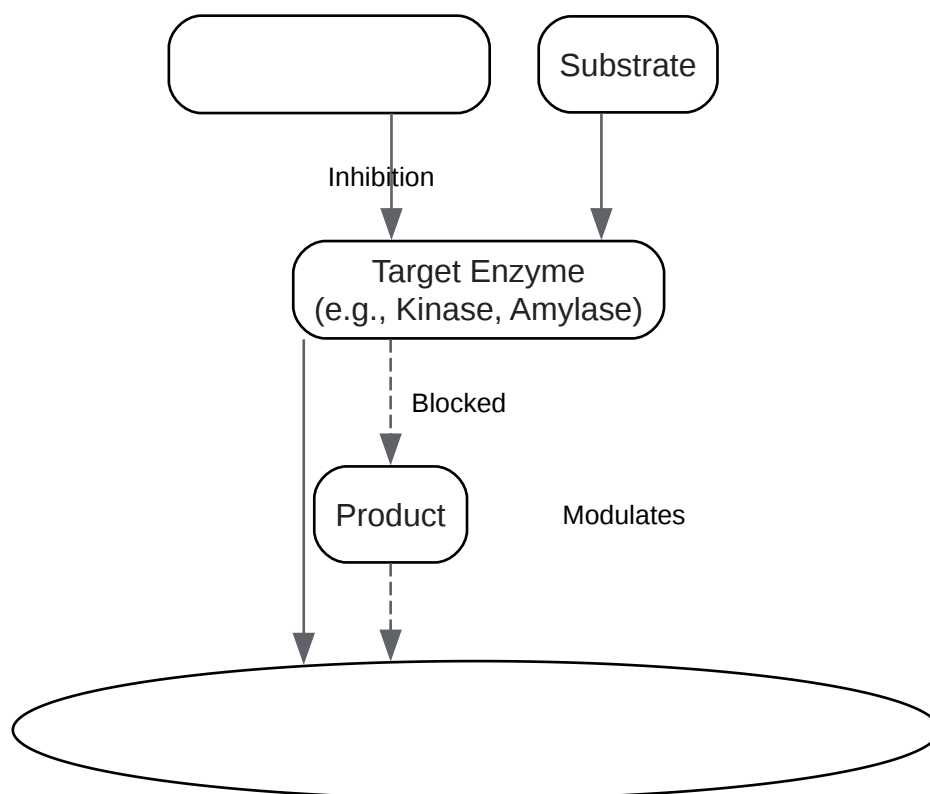 Substrate
Inhibition
Target Enzyme
(e.g., Kinase, Amylase)
Blocked
Product
Modulates